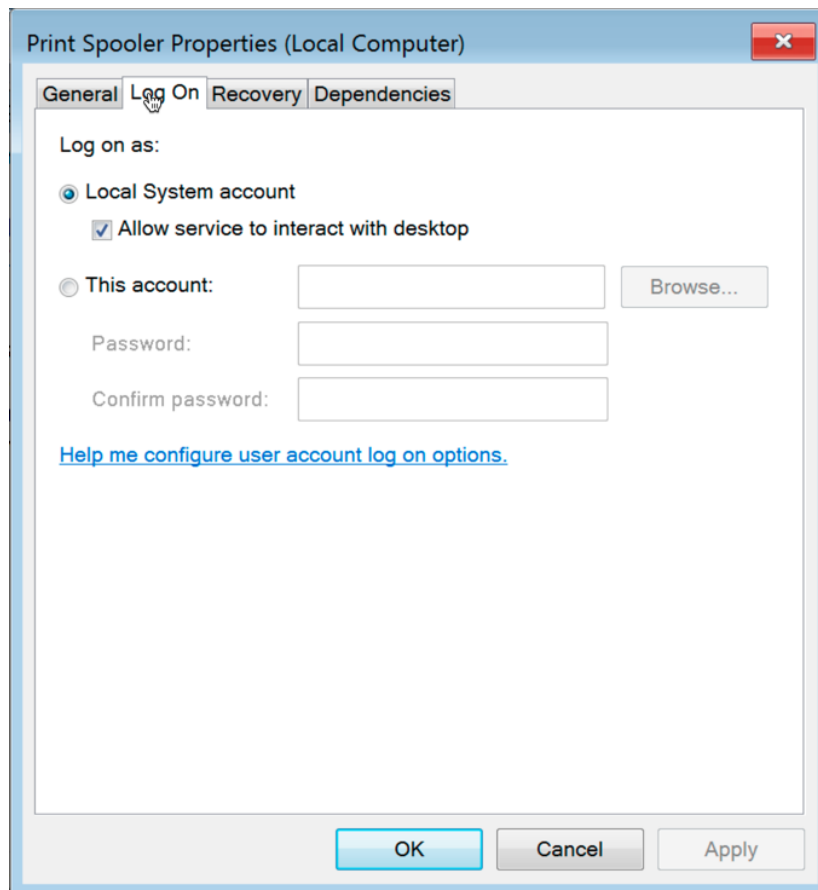 Print Spooler Properties (Local Computer)
General Log On Recovery Dependencies
Log on as:
Local System account
Allow service to interact with desktop
This account: Browse...
Password:
Confirm password:
Help me configure user account log on options.
OK Cancel Apply